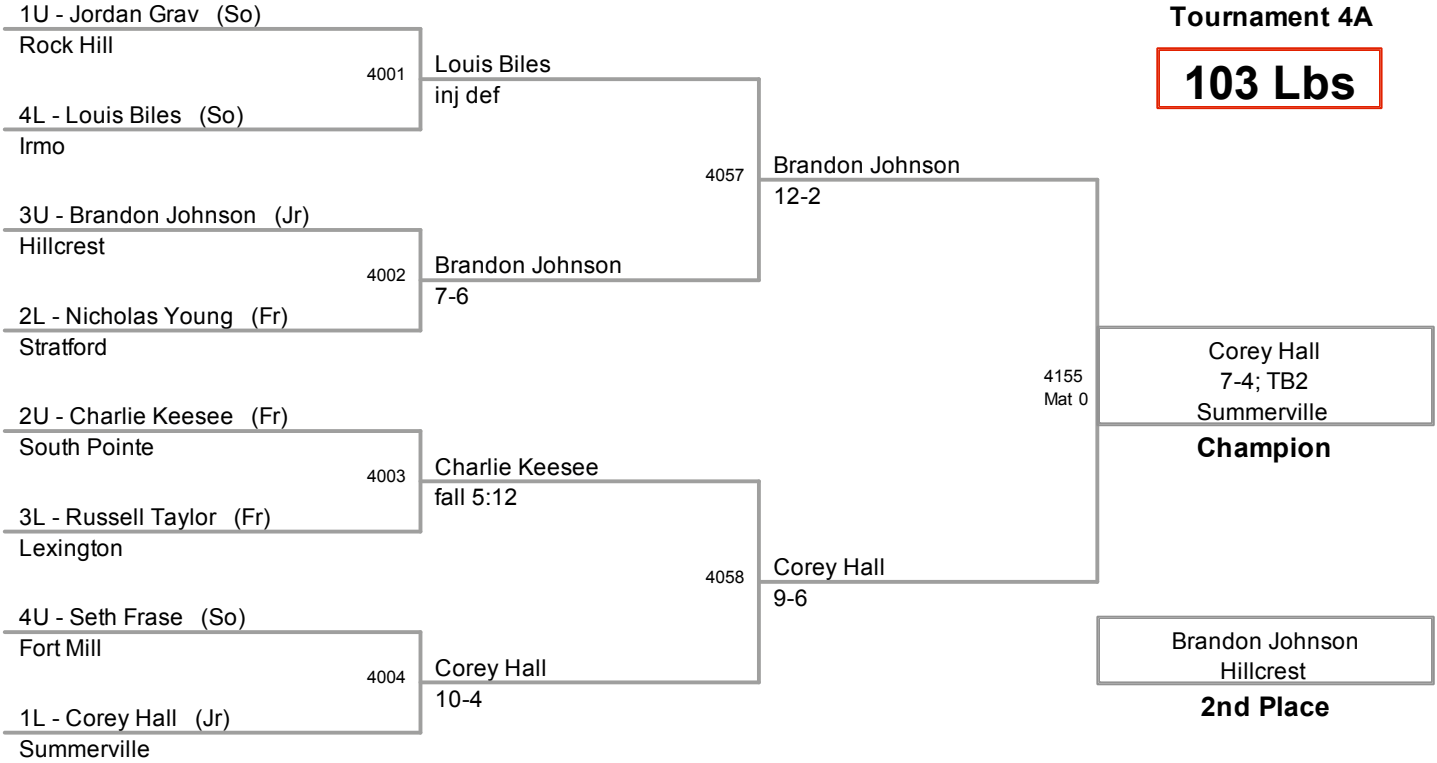 Tournament 4A
103 Lbs
1U - Jordan Grav (So)
Rock Hill
4001
Louis Biles
inj def
4L - Louis Biles (So)
Irmo
4057
Brandon Johnson
12-2
3U - Brandon Johnson (Jr)
Hillcrest
4002
Brandon Johnson
7-6
2L - Nicholas Young (Fr)
Stratford
4155
Mat 0
Corey Hall
7-4; TB2
Summerville
Champion
2U - Charlie Keesee (Fr)
South Pointe
4003
Charlie Keesee
fall 5:12
3L - Russell Taylor (Fr)
Lexington
4058
Corey Hall
9-6
4U - Seth Frase (So)
Fort Mill
4004
Corey Hall
10-4
1L - Corey Hall (Jr)
Summerville
Brandon Johnson
Hillcrest
2nd Place